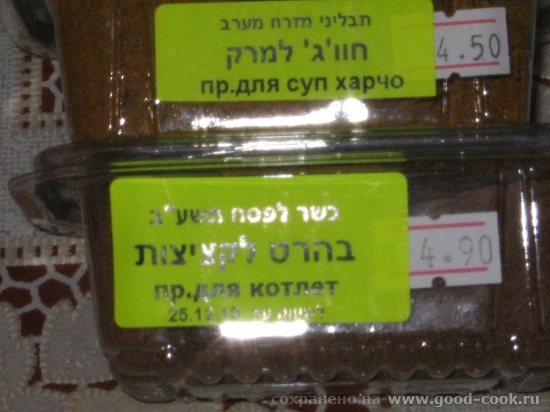 תבליני מזרח מערב
חוו'ג' למרק
пр.для суп харчо
4.50
כשר לפסח תשע"ב
בהרט לקציצות
пр.для котлет
25.12.13
4.90
сохранено на www.good-cook.ru